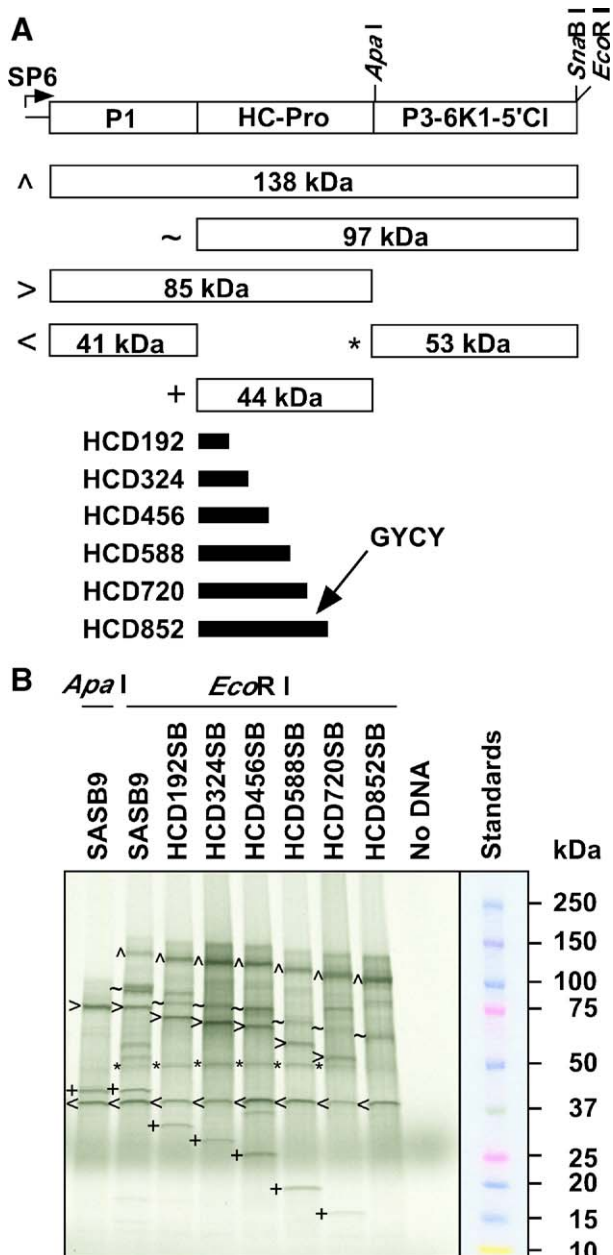 A
SP6
Apa I
SnaB I
EcoR I
P1 HC-Pro P3-6K1-5'CI
^ 138 kDa
~ 97 kDa
> 85 kDa
< 41 kDa * 53 kDa
+ 44 kDa
HCD192
HCD324
HCD456
HCD588
HCD720
HCD852
GYCY
B
Apa I EcoR I
SASB9
SASB9
HCD192SB
HCD324SB
HCD456SB
HCD588SB
HCD720SB
HCD852SB
No DNA
Standards
kDa
250
150
100
75
50
37
25
20
15
10